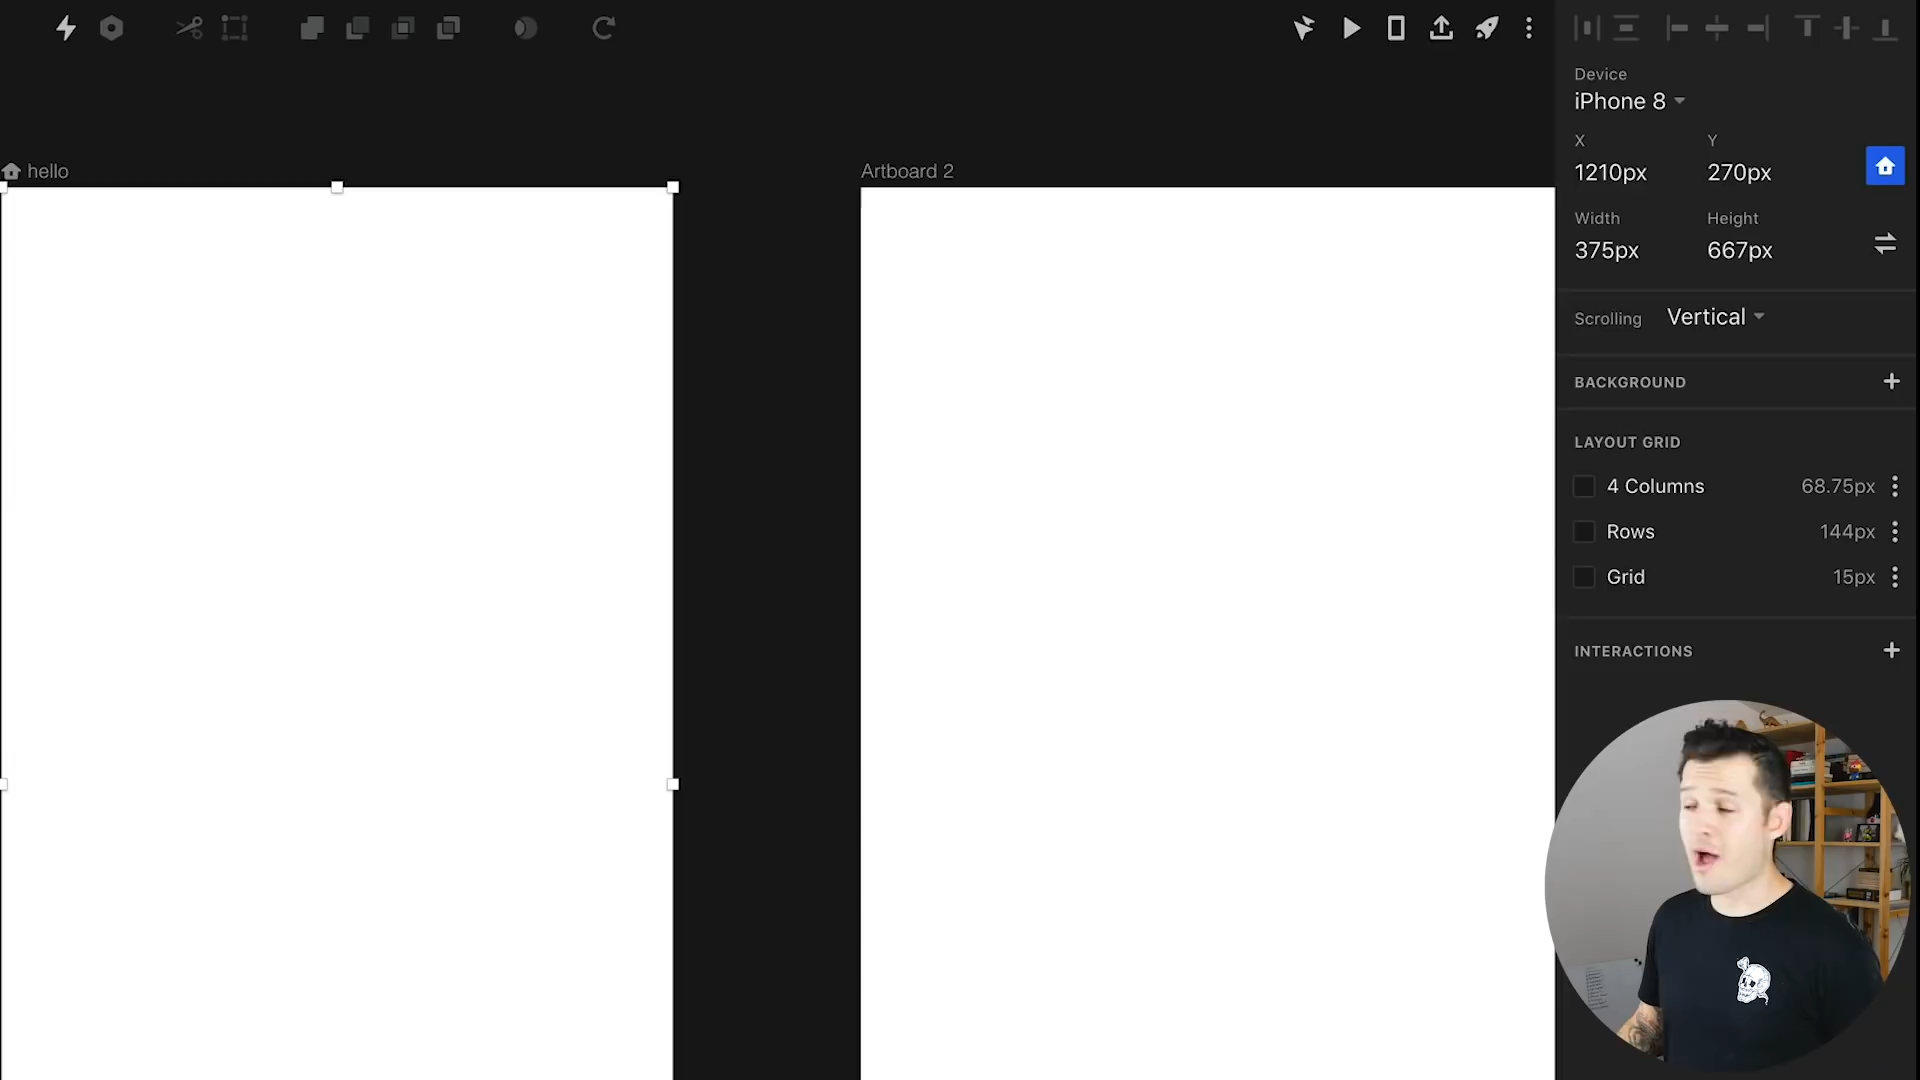 hello
Artboard 2
Device
iPhone 8
X
Y
1210px
270px
Width
Height
375px
667px
Scrolling
Vertical
BACKGROUND
LAYOUT GRID
4 Columns
68.75px
Rows
144px
Grid
15px
INTERACTIONS